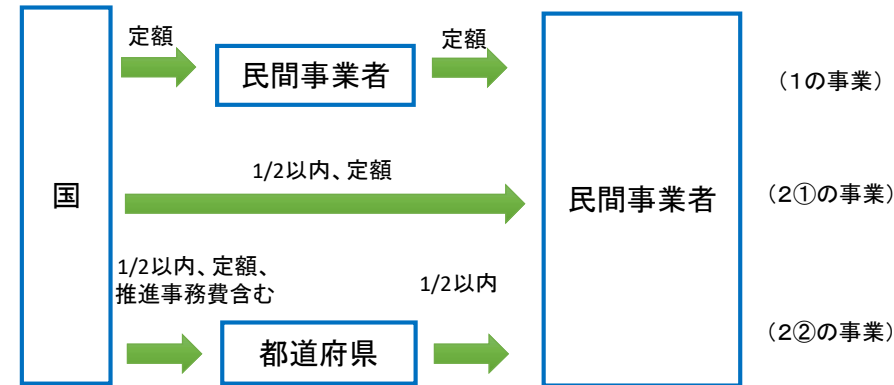 定額
民間事業者
定額
（１の事業）
国
1/2以内、定額
民間事業者
（２①の事業）
1/2以内、定額、
推進事務費含む
1/2以内
都道府県
（２②の事業）